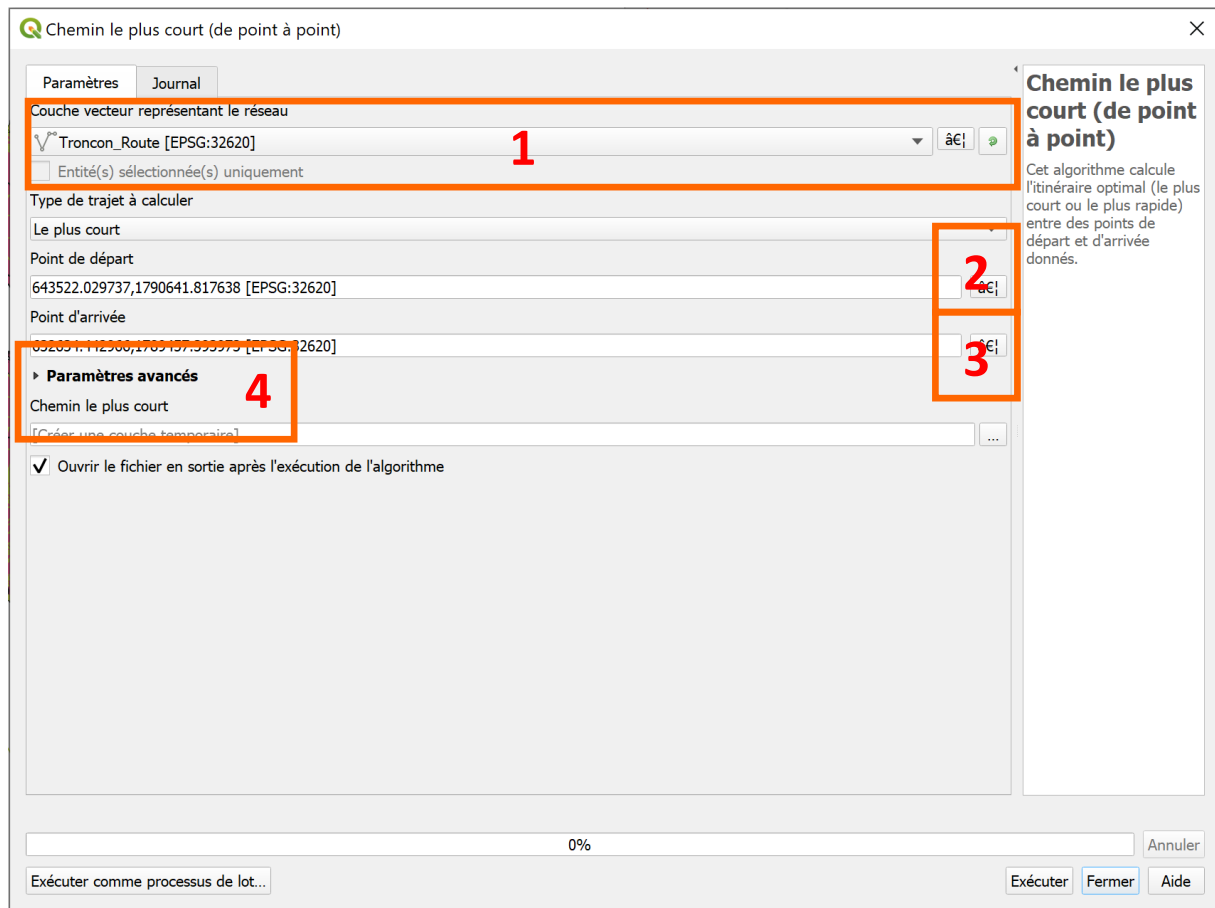 Chemin le plus court (de point à point)
Paramètres
Journal
Couche vecteur représentant le réseau
Troncon_Route [EPSG:32620]
1
â€¦
Entité(s) sélectionnée(s) uniquement
Type de trajet à calculer
Le plus court
Point de départ
2
643522.029737,1790641.817638 [EPSG:32620]
â€¦
Point d'arrivée
3
632634.442966,1789457.393973 [EPSG:32620]
€¦
Paramètres avancés
4
Chemin le plus court
[Créer une couche temporaire]
...
Ouvrir le fichier en sortie après l'exécution de l'algorithme
Chemin le plus
court (de point
à point)
Cet algorithme calcule
l'itinéraire optimal (le plus
court ou le plus rapide)
entre des points de
départ et d'arrivée
donnés.
0%
Annuler
Exécuter comme processus de lot...
Exécuter
Fermer
Aide